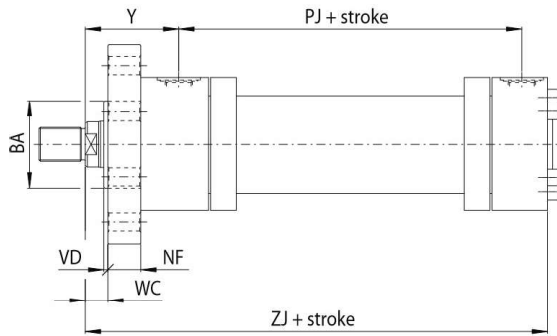 Y PJ + stroke
BA
VD NF
WC
ZJ + stroke